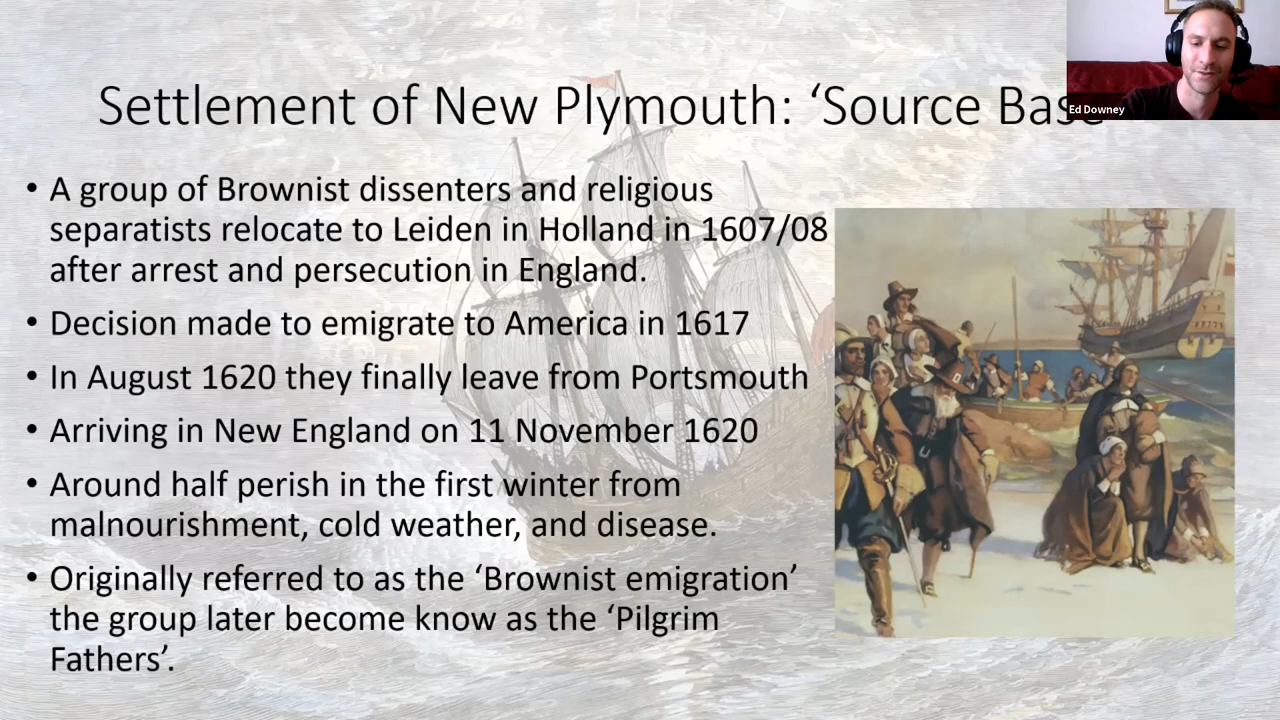 Settlement of New Plymouth: ‘Source Base
Ed Downey
• A group of Brownist dissenters and religious
separatists relocate to Leiden in Holland in 1607/08
after arrest and persecution in England.
• Decision made to emigrate to America in 1617
• In August 1620 they finally leave from Portsmouth
• Arriving in New England on 11 November 1620
• Around half perish in the first winter from
malnourishment, cold weather, and disease.
• Originally referred to as the ‘Brownist emigration’
the group later become know as the ‘Pilgrim
Fathers’.